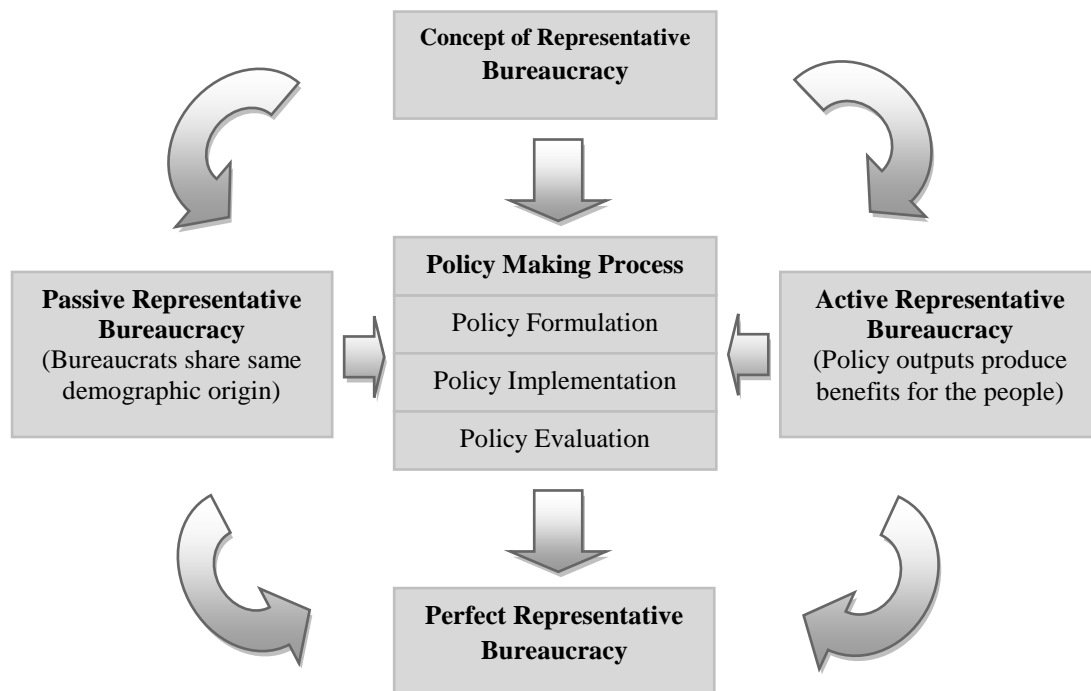 Concept of Representative
Bureaucracy
Policy Making Process
Policy Formulation
Policy Implementation
Policy Evaluation
Passive Representative
Bureaucracy
(Bureaucrats share same
demographic origin)
Active Representative
Bureaucracy
(Policy outputs produce
benefits for the people)
Perfect Representative
Bureaucracy